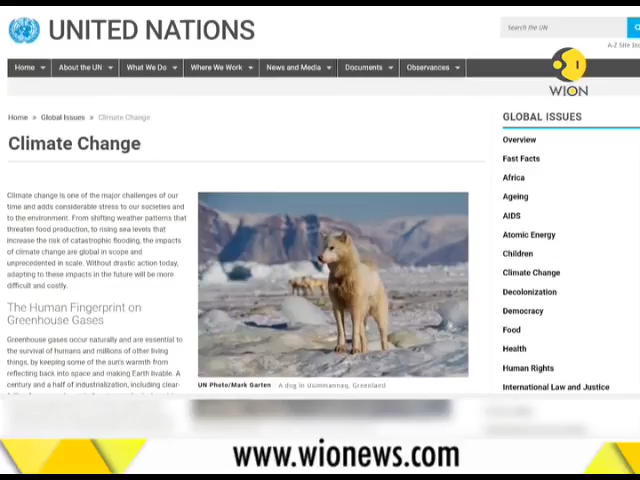 UNITED NATIONS
Search the UN
A-Z Site
Home
About the UN
What We Do
Where We Work
News and Media
Documents
Observances
WION
Home » Global Issues » Climate Change
Climate Change
Climate change is one of the major challenges of our
time and adds considerable stress to our societies and
to the environment. From shifting weather patterns that
threaten food production, to rising sea levels that
increase the risk of catastrophic flooding, the impacts
of climate change are global in scope and
unprecedented in scale. Without drastic action today,
adapting to these impacts in the future will be more
difficult and costly.
The Human Fingerprint on
Greenhouse Gases
Greenhouse gases occur naturally and are essential to
the survival of humans and millions of other living
things, by keeping some of the sun's warmth from
reflecting back into space and making Earth livable. A
century and a half of industrialization, including clear-
UN Photo/Mark Garten A dog in Uummannaq, Greenland
GLOBAL ISSUES
Overview
Fast Facts
Africa
Ageing
AIDS
Atomic Energy
Children
Climate Change
Decolonization
Democracy
Food
Health
Human Rights
International Law and Justice
www.wionews.com